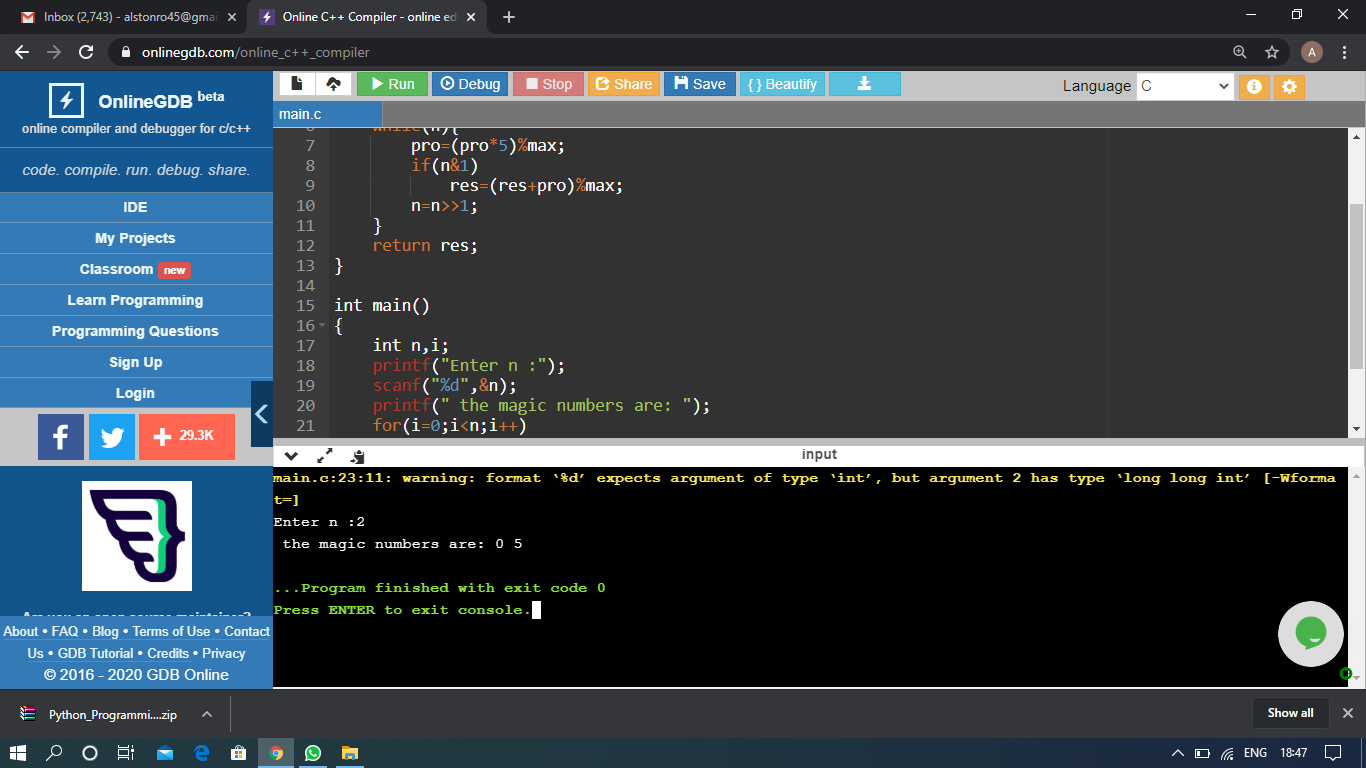 Inbox (2,743) - alstonro45@gmai
Online C++ Compiler - online ed
onlinegdb.com/online_c++_compiler
A
OnlineGDB beta
online compiler and debugger for c/c++
code. compile. run. debug. share.
IDE
My Projects
Classroom new
Learn Programming
Programming Questions
Sign Up
Login
29.3K
Are you an open source maintainer?
About • FAQ • Blog • Terms of Use • Contact
Us • GDB Tutorial • Credits • Privacy
© 2016 - 2020 GDB Online
Run Debug Stop Share Save { } Beautify
Language C
main.c
6 while(n){
7 pro=(pro*5)%max;
8 if(n&1)
9 res=(res+pro)%max;
10 n=n>>1;
11 }
12 return res;
13 }
14
15 int main()
16 {
17 int n,i;
18 printf("Enter n :");
19 scanf("%d",&n);
20 printf(" the magic numbers are: ");
21 for(i=0;i<n;i++)
input
main.c:23:11: warning: format ‘%d’ expects argument of type ‘int’, but argument 2 has type ‘long long int’ [-Wforma
t=]
Enter n :2
the magic numbers are: 0 5
...Program finished with exit code 0
Press ENTER to exit console.
Python_Programmi....zip
Show all
ENG 18:47